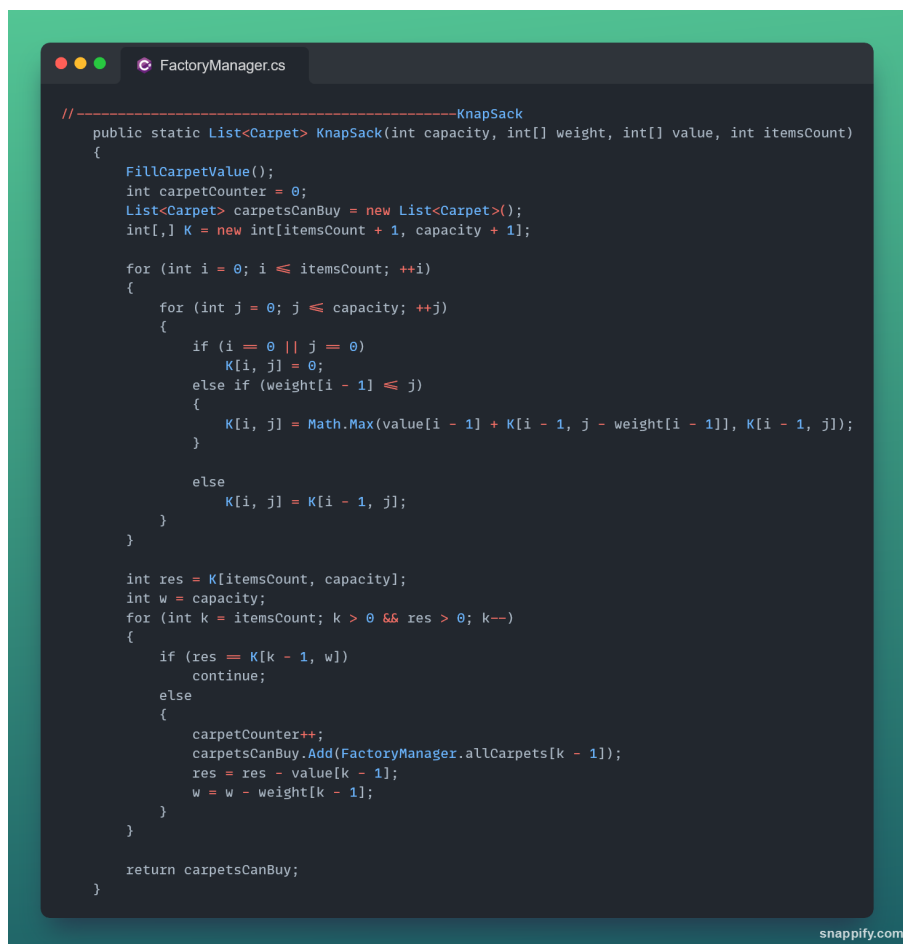 FactoryManager.cs
//----------------------------------------------KnapSack
    public static List<Carpet> KnapSack(int capacity, int[] weight, int[] value, int itemsCount)
    {
        FillCarpetValue();
        int carpetCounter = 0;
        List<Carpet> carpetsCanBuy = new List<Carpet>();
        int[,] K = new int[itemsCount + 1, capacity + 1];

        for (int i = 0; i <= itemsCount; ++i)
        {
            for (int j = 0; j <= capacity; ++j)
            {
                if (i == 0 || j == 0)
                    K[i, j] = 0;
                else if (weight[i - 1] <= j)
                {
                    K[i, j] = Math.Max(value[i - 1] + K[i - 1, j - weight[i - 1]], K[i - 1, j]);
                }

                else
                    K[i, j] = K[i - 1, j];
            }
        }

        int res = K[itemsCount, capacity];
        int w = capacity;
        for (int k = itemsCount; k > 0 && res > 0; k--)
        {
            if (res == K[k - 1, w])
                continue;
            else
            {
                carpetCounter++;
                carpetsCanBuy.Add(FactoryManager.allCarpets[k - 1]);
                res = res - value[k - 1];
                w = w - weight[k - 1];
            }
        }

        return carpetsCanBuy;
    }
snappify.com